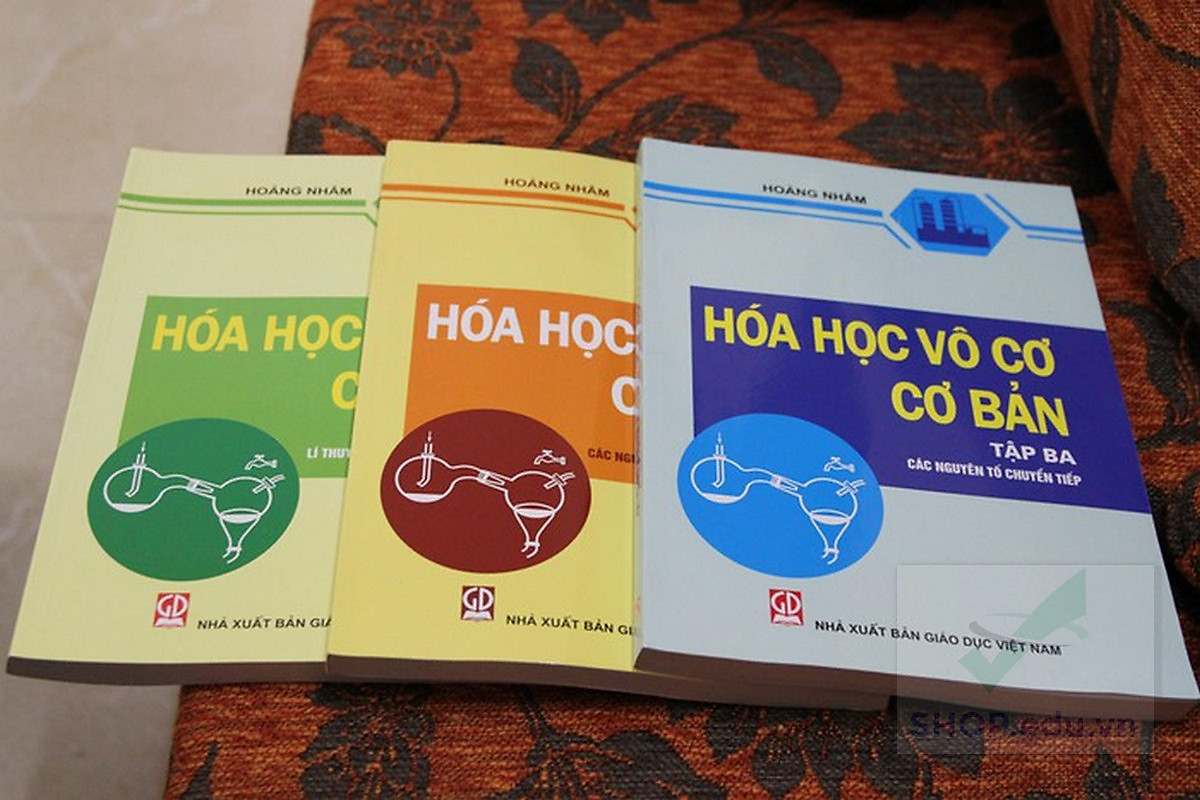 HOÀNG NHÂM
HÓA HỌC
C
LÍ THUY
GD
NHÀ XUẤT BẢN GIÁ
HOÀNG NHÂM
HÓA HỌC
C
CÁC NGU
GD
NHÀ XUẤT BẢN GI
HOÀNG NHÂM
HÓA HỌC VÔ CƠ
CƠ BẢN
TẬP BA
CÁC NGUYÊN TỐ CHUYỂN TIẾP
GD
NHÀ XUẤT BẢN GIÁO DỤC VIỆT NAM
SHOP.edu.vn